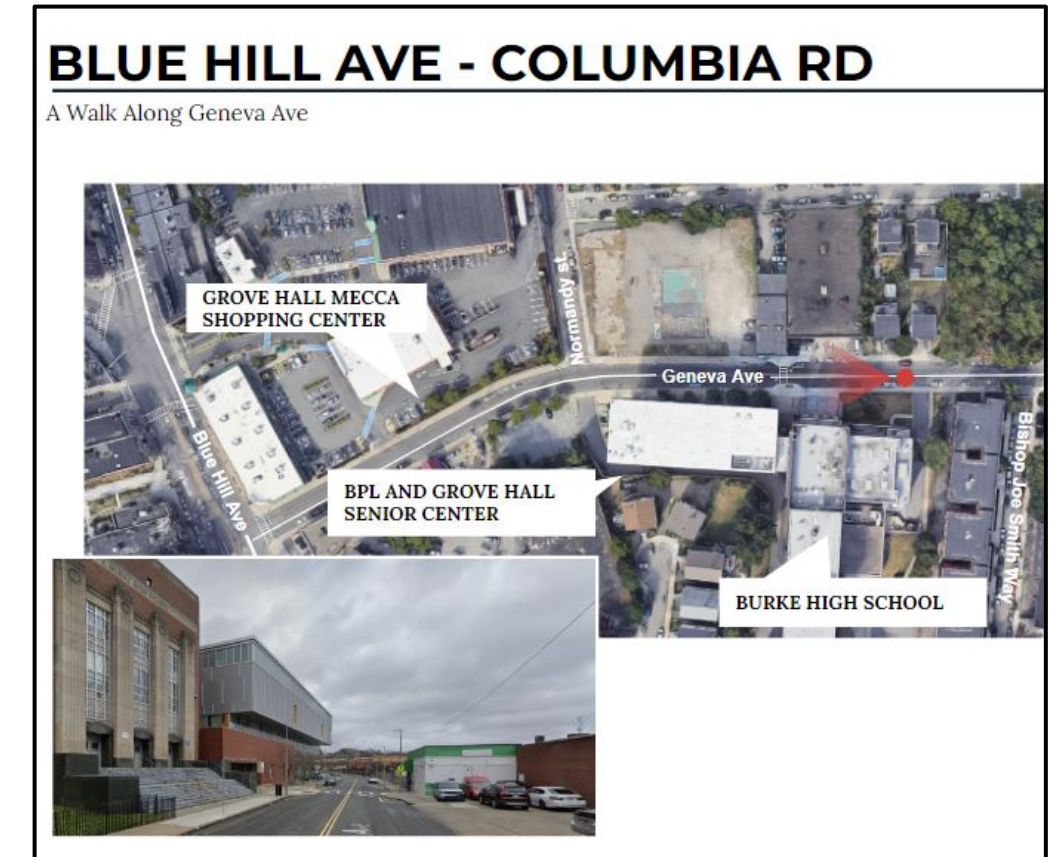 BLUE HILL AVE - COLUMBIA RD
A Walk Along Geneva Ave
GROVE HALL MECCA
SHOPPING CENTER
Normandy st.
Geneva Ave
Blue Hill Ave
BPL AND GROVE HALL
SENIOR CENTER
Bishop Joe Smith Way
BURKE HIGH SCHOOL
Ave